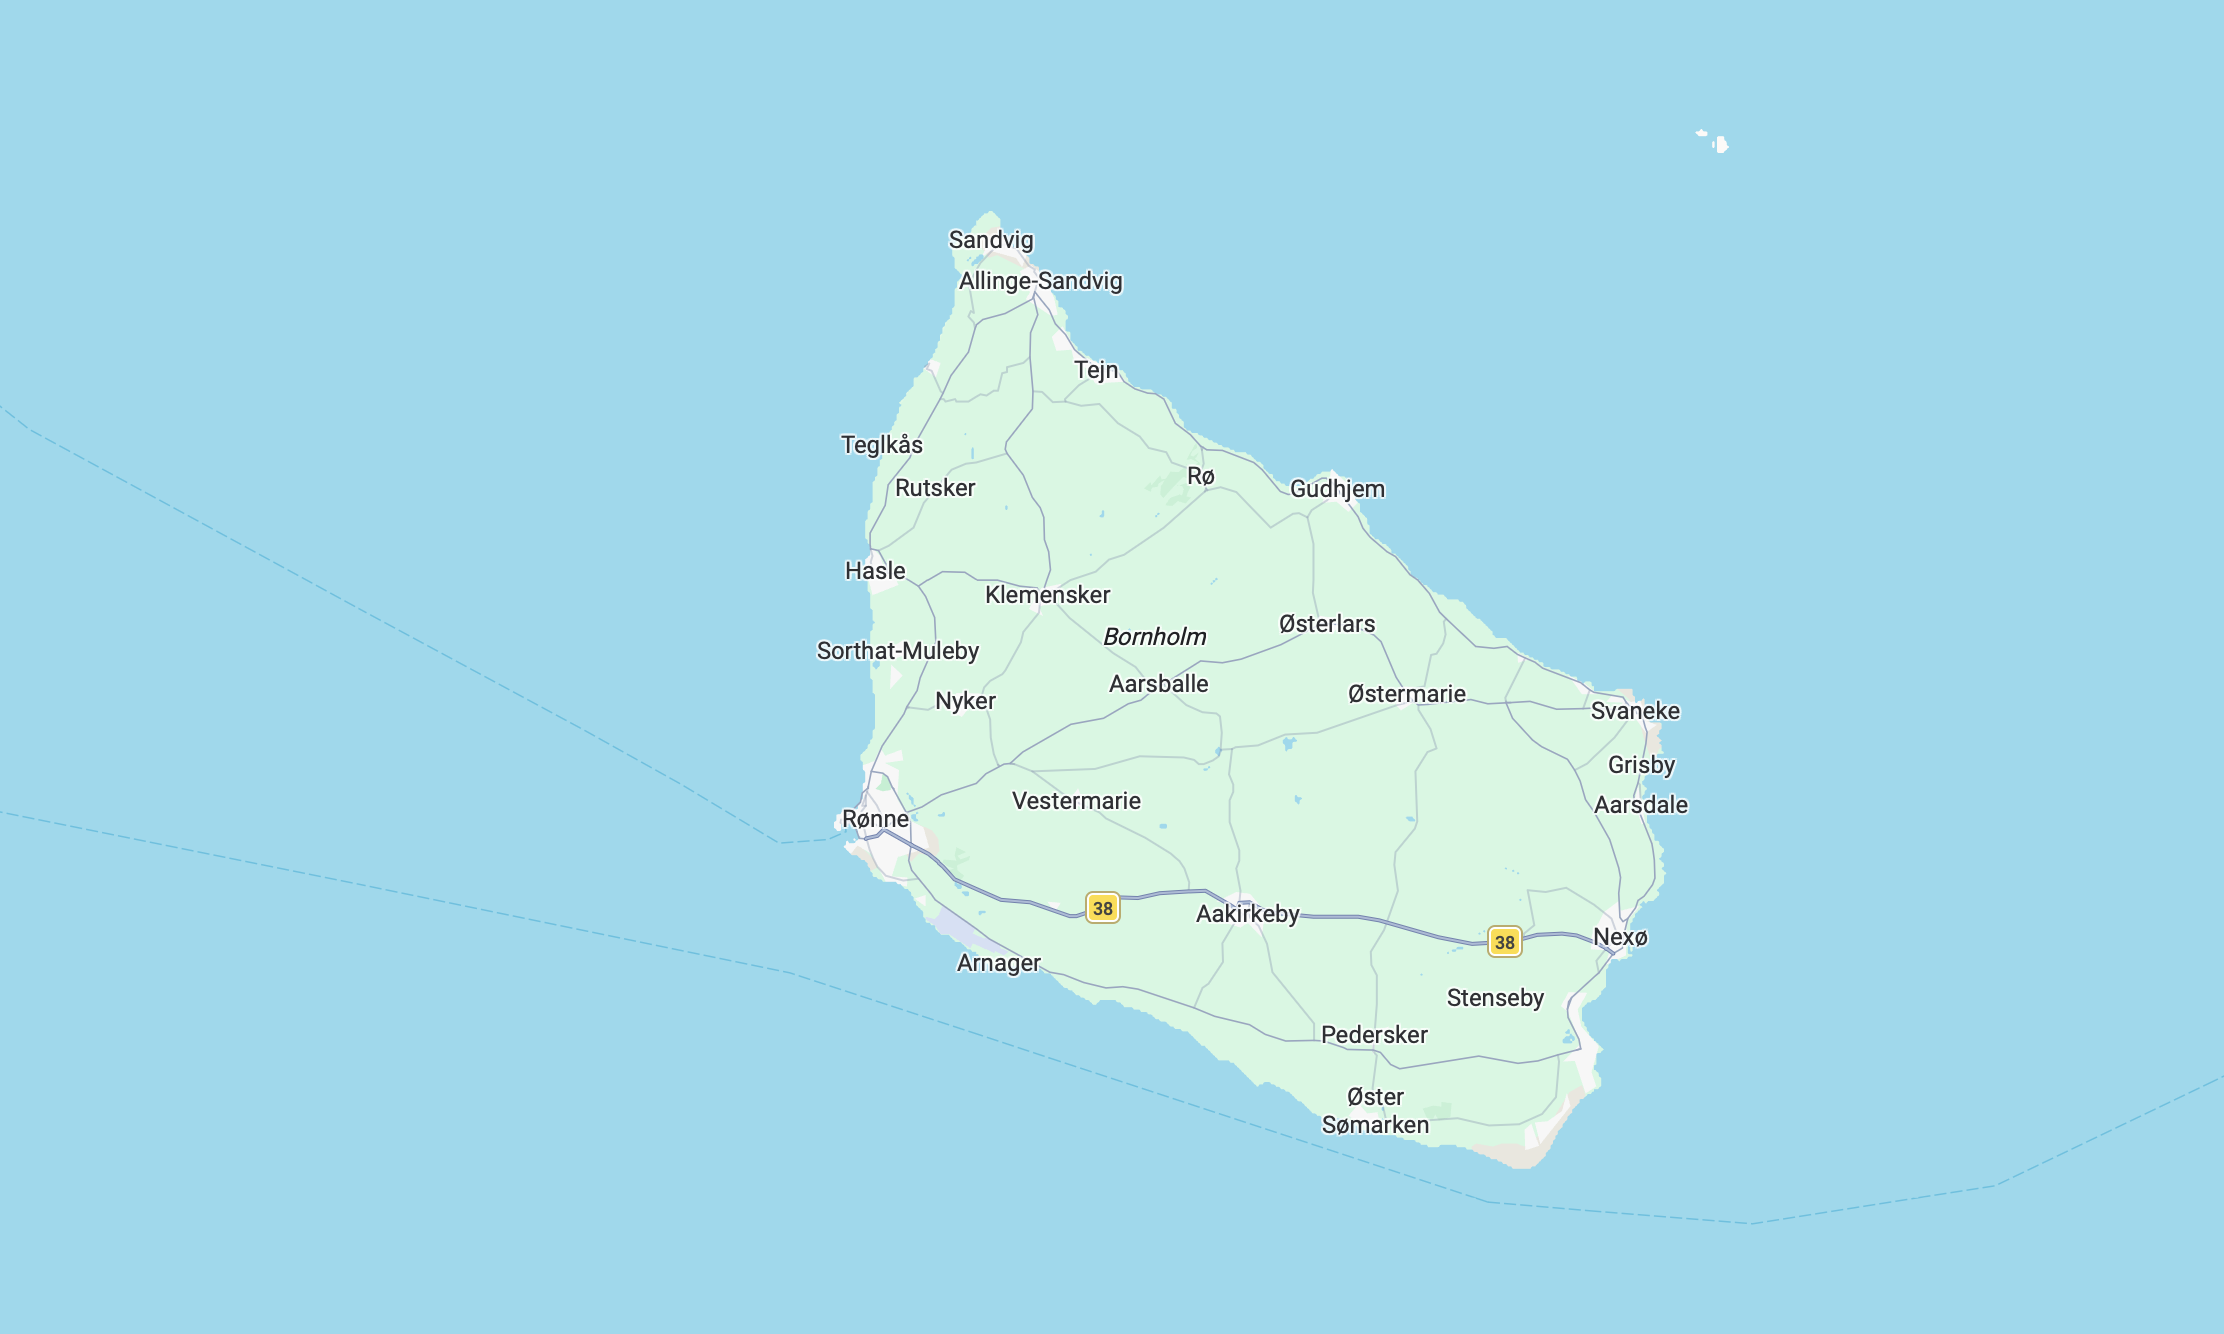 Sandvig
Allinge-Sandvig
Tejn
Teglkås
Rø
Rutsker
Gudhjem
Hasle
Klemensker
Østerlars
Bornholm
Sorthat-Muleby
Aarsballe
Østermarie
Nyker
Svaneke
Grisby
Vestermarie
Aarsdale
Rønne
38
Aakirkeby
Nexø
38
Arnager
Stenseby
Pedersker
Øster
Sømarken